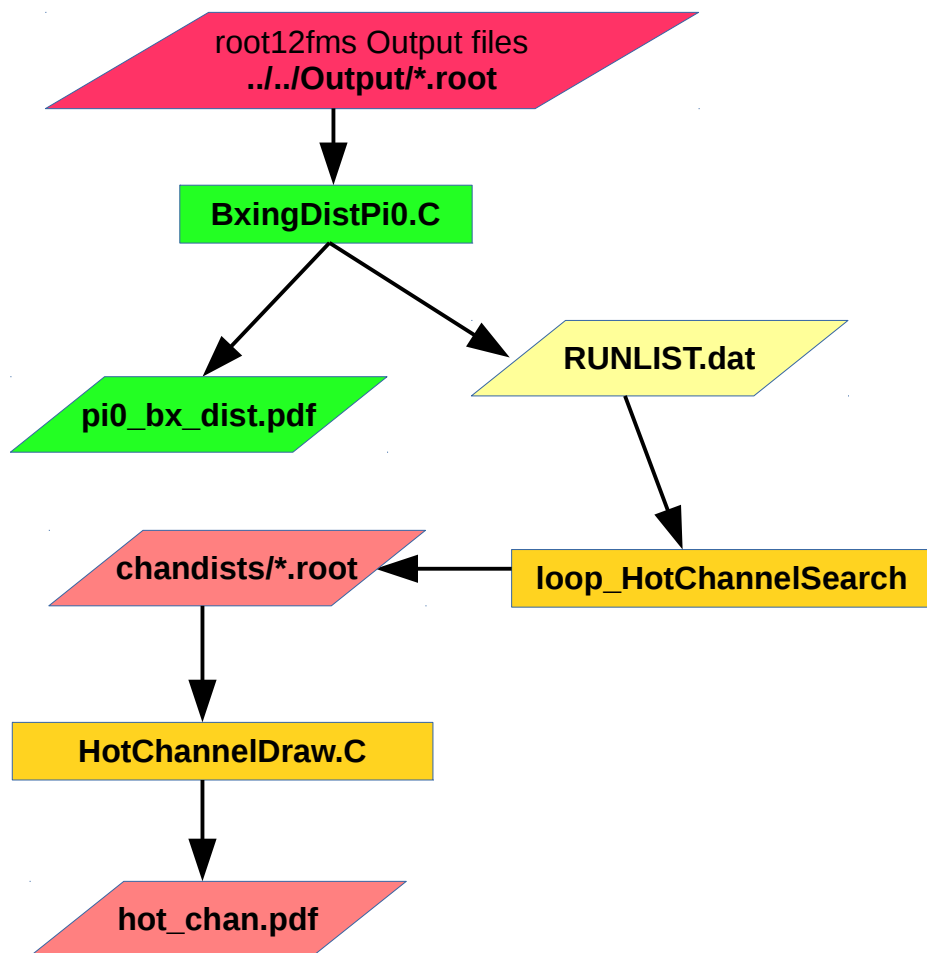 root12fms Output files
../../Output/*.root
BxingDistPi0.C
RUNLIST.dat
pi0_bx_dist.pdf
chandists/*.root
loop_HotChannelSearch
HotChannelDraw.C
hot_chan.pdf